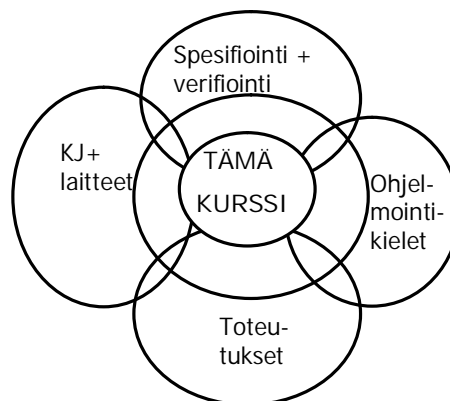 Spesifiointi +
verifiointi
KJ+
laitteet
TÄMÄ
KURSSI
Ohjel-
mointi-
kielet
Toteu-
tukset